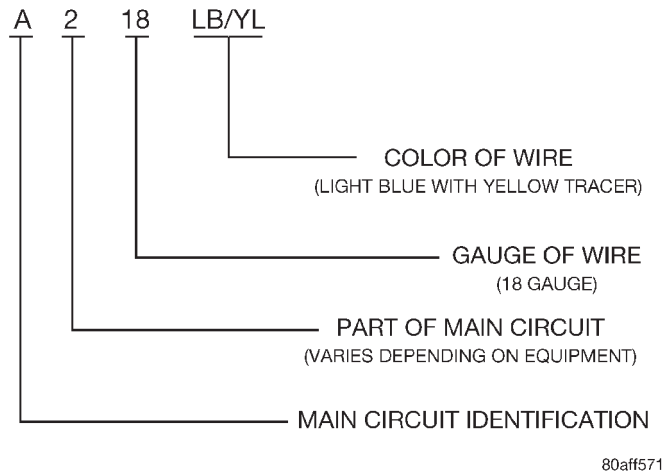 A 2 18 LB/YL
COLOR OF WIRE
(LIGHT BLUE WITH YELLOW TRACER)
GAUGE OF WIRE
(18 GAUGE)
PART OF MAIN CIRCUIT
(VARIES DEPENDING ON EQUIPMENT)
MAIN CIRCUIT IDENTIFICATION
80aff571